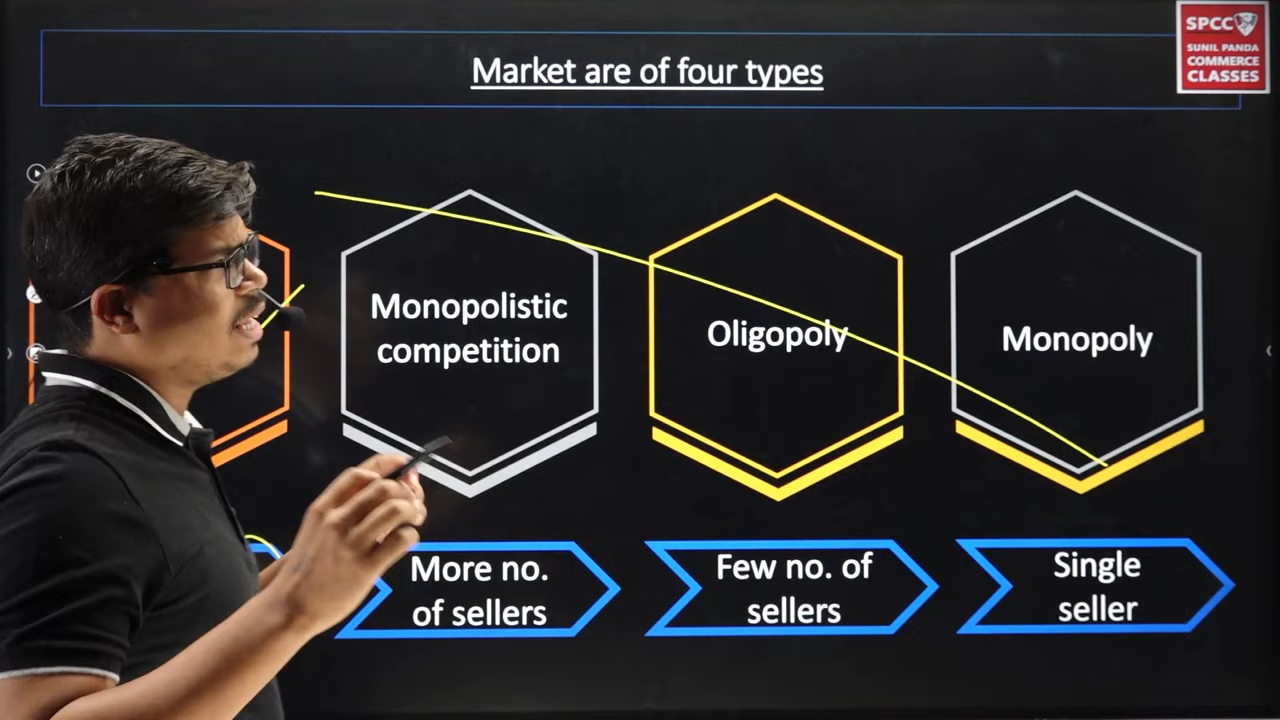 SPCC
SUNIL PANDA
COMMERCE
CLASSES
Market are of four types
Monopolistic
competition
Oligopoly
Monopoly
More no.
of sellers
Few no. of
sellers
Single
seller